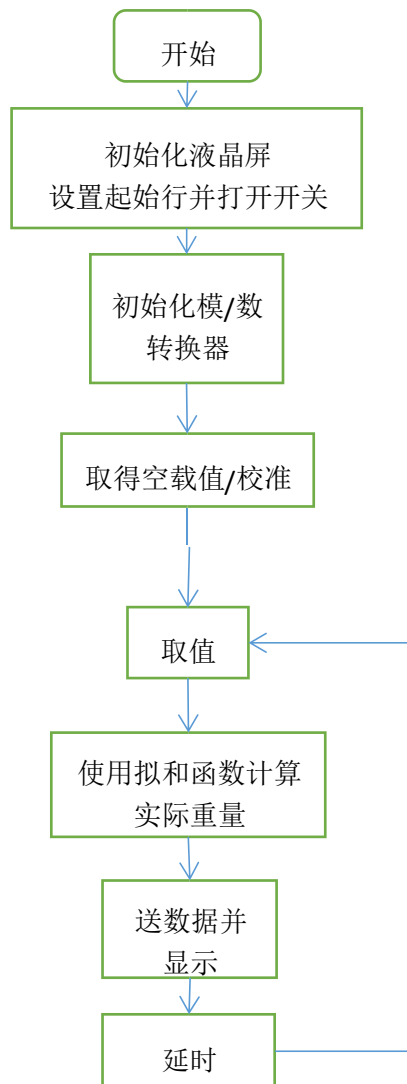 开始
初始化液晶屏
设置起始行并打开开关
初始化模/数
转换器
取得空载值/校准
取值
使用拟和函数计算
实际重量
送数据并
显示
延时